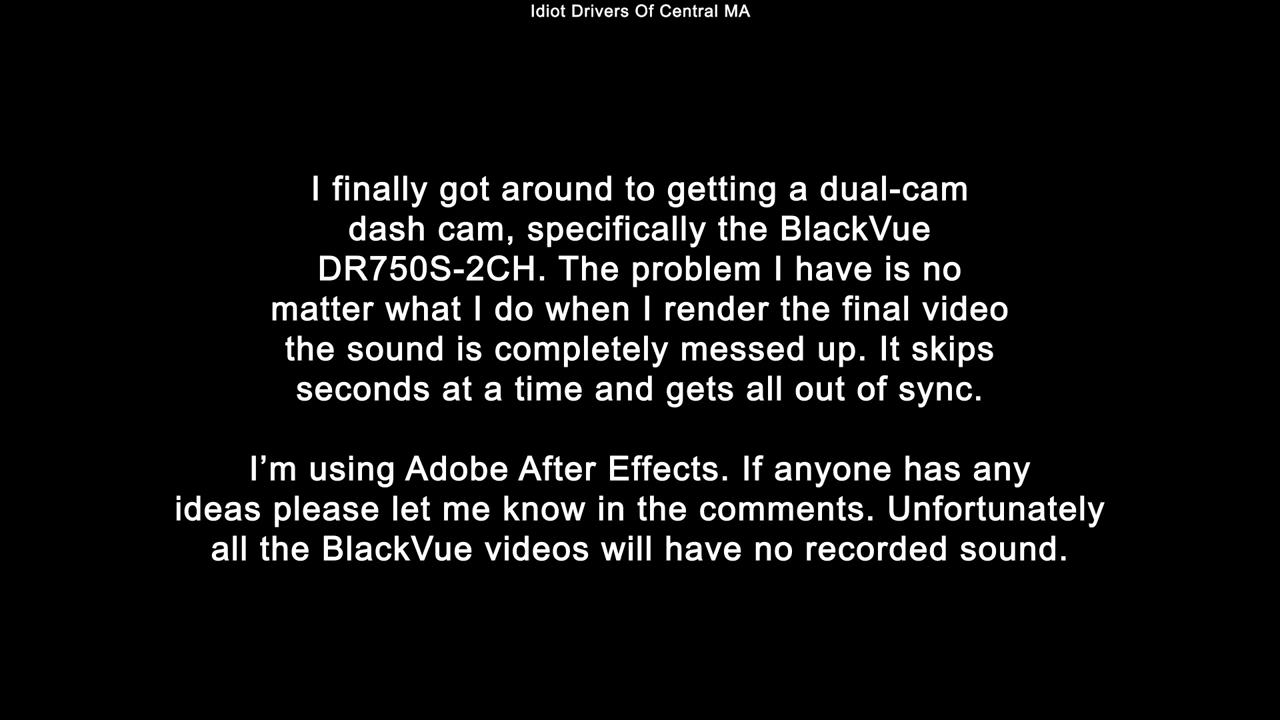 Idiot Drivers Of Central MA
I finally got around to getting a dual-cam
dash cam, specifically the BlackVue
DR750S-2CH. The problem I have is no
matter what I do when I render the final video
the sound is completely messed up. It skips
seconds at a time and gets all out of sync.
I’m using Adobe After Effects. If anyone has any
ideas please let me know in the comments. Unfortunately
all the BlackVue videos will have no recorded sound.